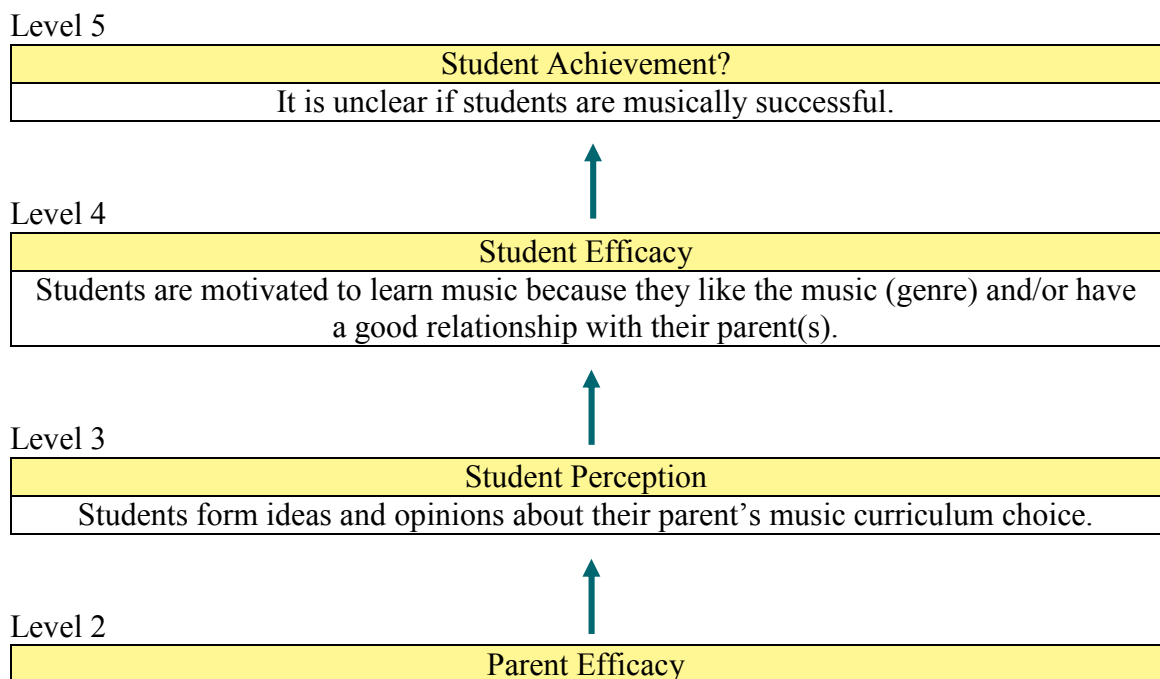 Level 5
Student Achievement?
It is unclear if students are musically successful.
Level 4
Student Efficacy
Students are motivated to learn music because they like the music (genre) and/or have
a good relationship with their parent(s).
Level 3
Student Perception
Students form ideas and opinions about their parent’s music curriculum choice.
Level 2
Parent Efficacy